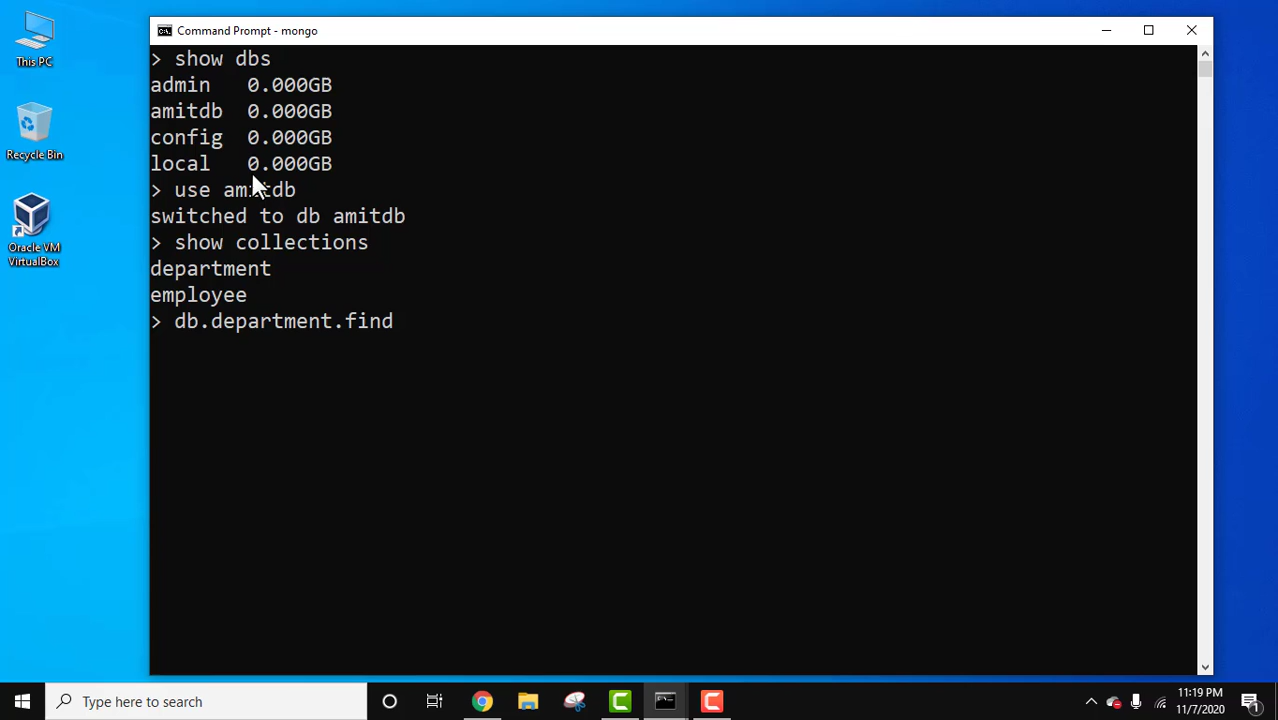 This PC
Recycle Bin
Oracle VM
VirtualBox
Command Prompt - mongo
> show dbs
admin   0.000GB
amitdb  0.000GB
config  0.000GB
local   0.000GB
> use amitdb
switched to db amitdb
> show collections
department
employee
> db.department.find
Type here to search
11:19 PM
11/7/2020
1